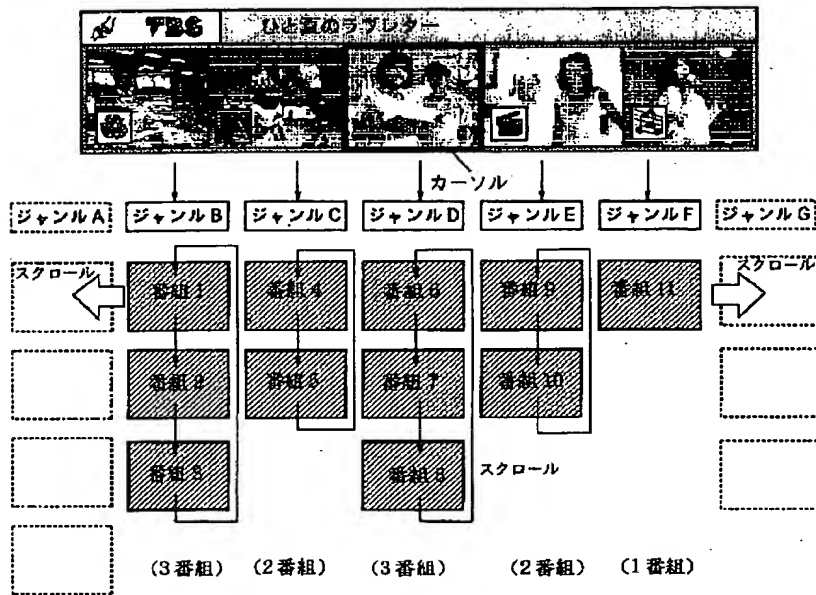 TBS ひと夏のラブレター
カーソル
ジャンルA ジャンルB ジャンルC ジャンルD ジャンルE ジャンルF ジャンルG
スクロール 番組1 番組4 番組6 番組9 番組11 スクロール
番組2 番組5 番組7 番組10
番組3 番組8 スクロール
(3番組) (2番組) (3番組) (2番組) (1番組)